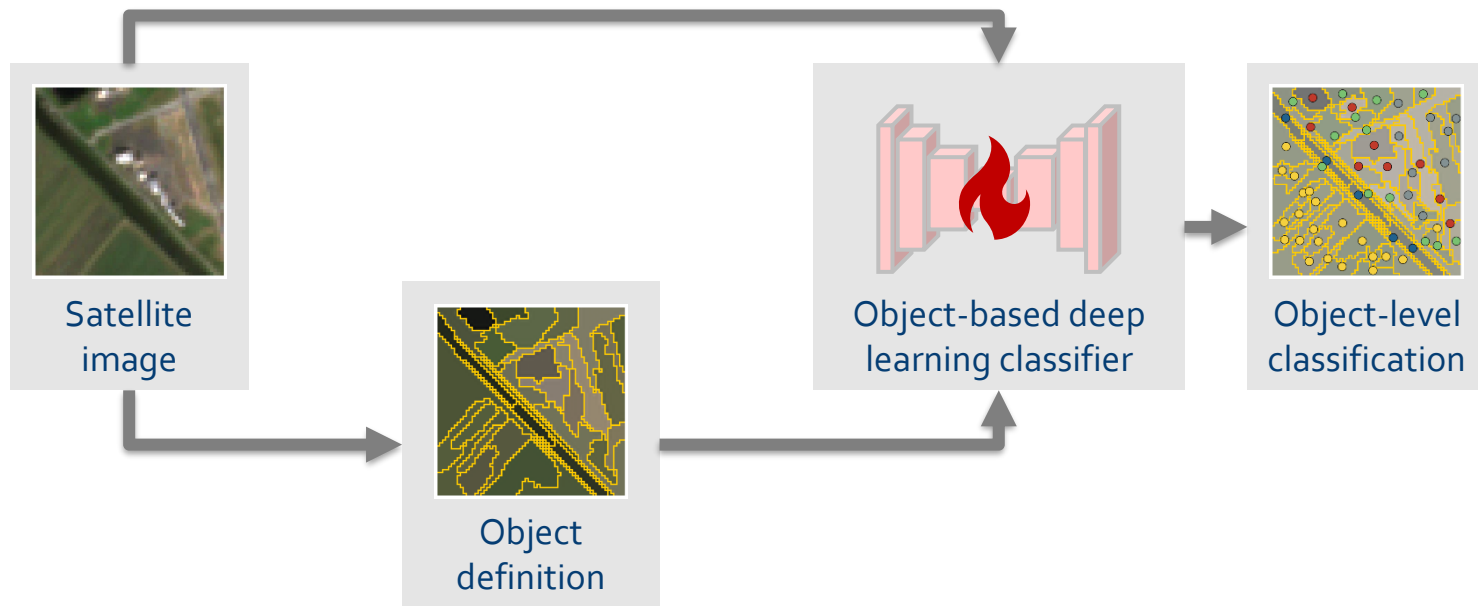 Satellite
image
Object
definition
Object-based deep
learning classifier
Object-level
classification